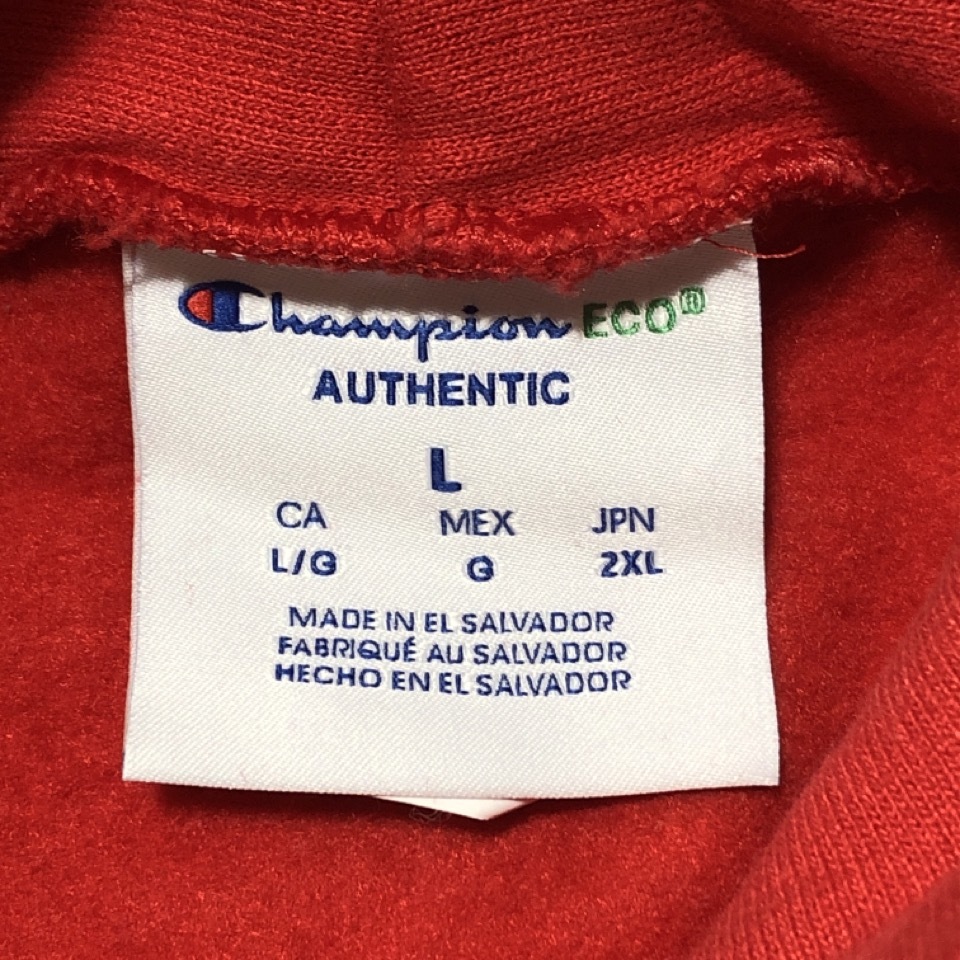 Champion ECO®
AUTHENTIC
L
CA MEX JPN
L/G G 2XL
MADE IN EL SALVADOR
FABRIQUÉ AU SALVADOR
HECHO EN EL SALVADOR